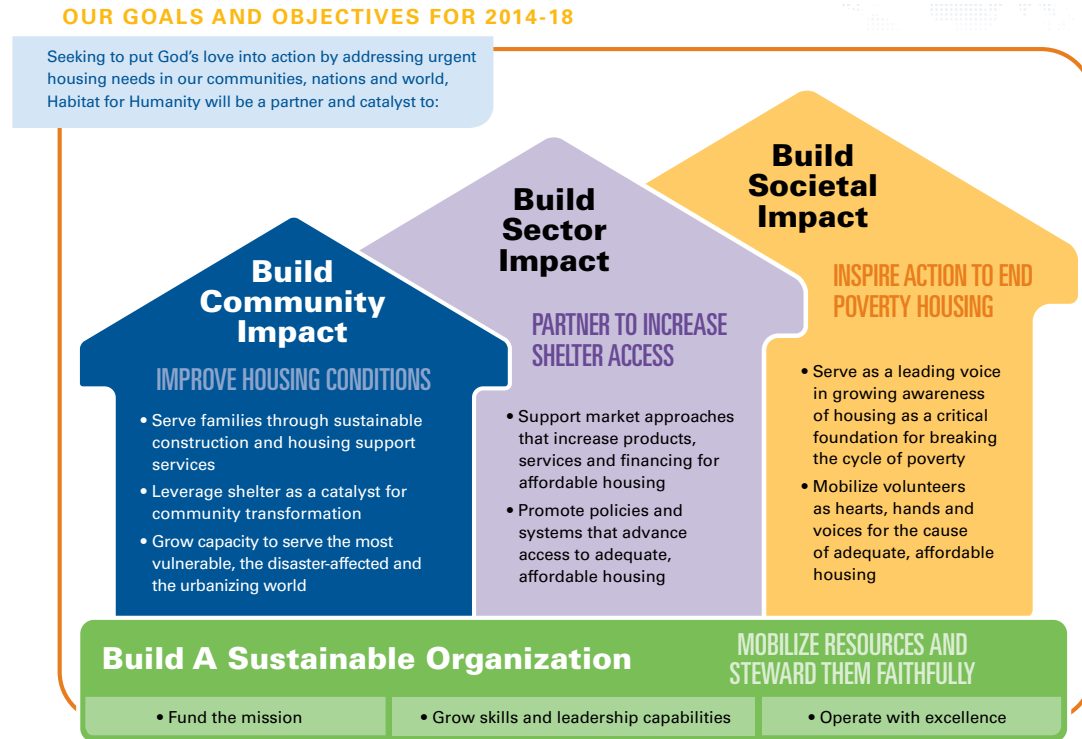 OUR GOALS AND OBJECTIVES FOR 2014-18
Seeking to put God’s love into action by addressing urgent
housing needs in our communities, nations and world,
Habitat for Humanity will be a partner and catalyst to:
Build
Community
Impact
IMPROVE HOUSING CONDITIONS
• Serve families through sustainable
construction and housing support
services
• Leverage shelter as a catalyst for
community transformation
• Grow capacity to serve the most
vulnerable, the disaster-affected and
the urbanizing world
Build
Sector
Impact
PARTNER TO INCREASE
SHELTER ACCESS
• Support market approaches
that increase products,
services and financing for
affordable housing
• Promote policies and
systems that advance
access to adequate,
affordable housing
Build
Societal
Impact
INSPIRE ACTION TO END
POVERTY HOUSING
• Serve as a leading voice
in growing awareness
of housing as a critical
foundation for breaking
the cycle of poverty
• Mobilize volunteers
as hearts, hands and
voices for the cause
of adequate, affordable
housing
Build A Sustainable Organization
MOBILIZE RESOURCES AND
STEWARD THEM FAITHFULLY
• Fund the mission
• Grow skills and leadership capabilities
• Operate with excellence